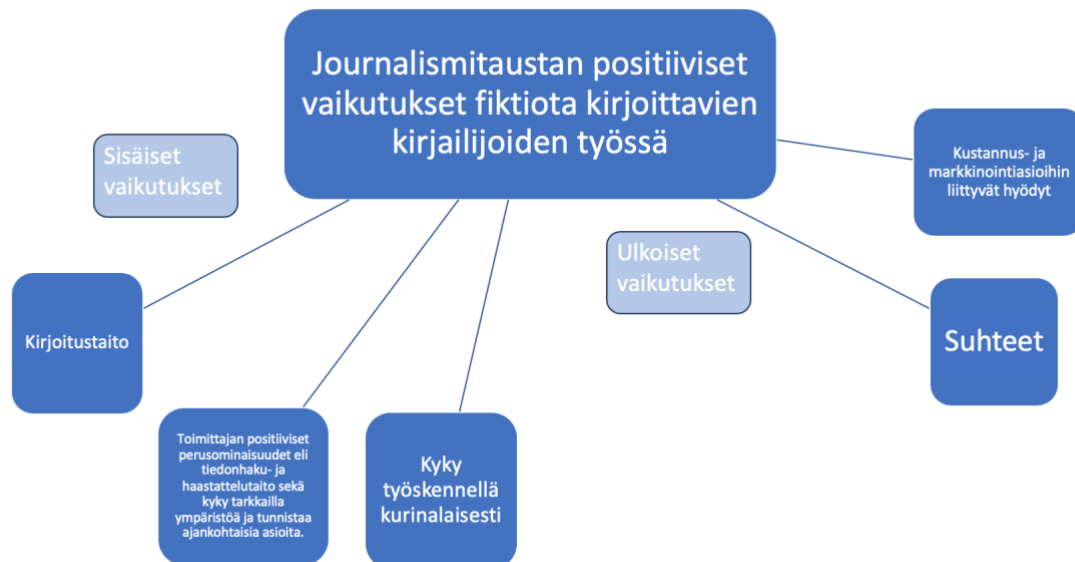 Journalismitaustan positiiviset
vaikutukset fiktiota kirjoittavien
kirjailijoiden työssä
Sisäiset
vaikutukset
Kustannus- ja
markkinointiasioihin
liittyvät hyödyt
Ulkoiset
vaikutukset
Kirjoitustaito
Suhteet
Toimittajan positiiviset
perusominaisuudet eli
tiedonhaku- ja
haastattelutaito sekä
kyky tarkkailla
ympäristöä ja tunnistaa
ajankohtaisia asioita.
Kyky
työskennellä
kurinalaisesti